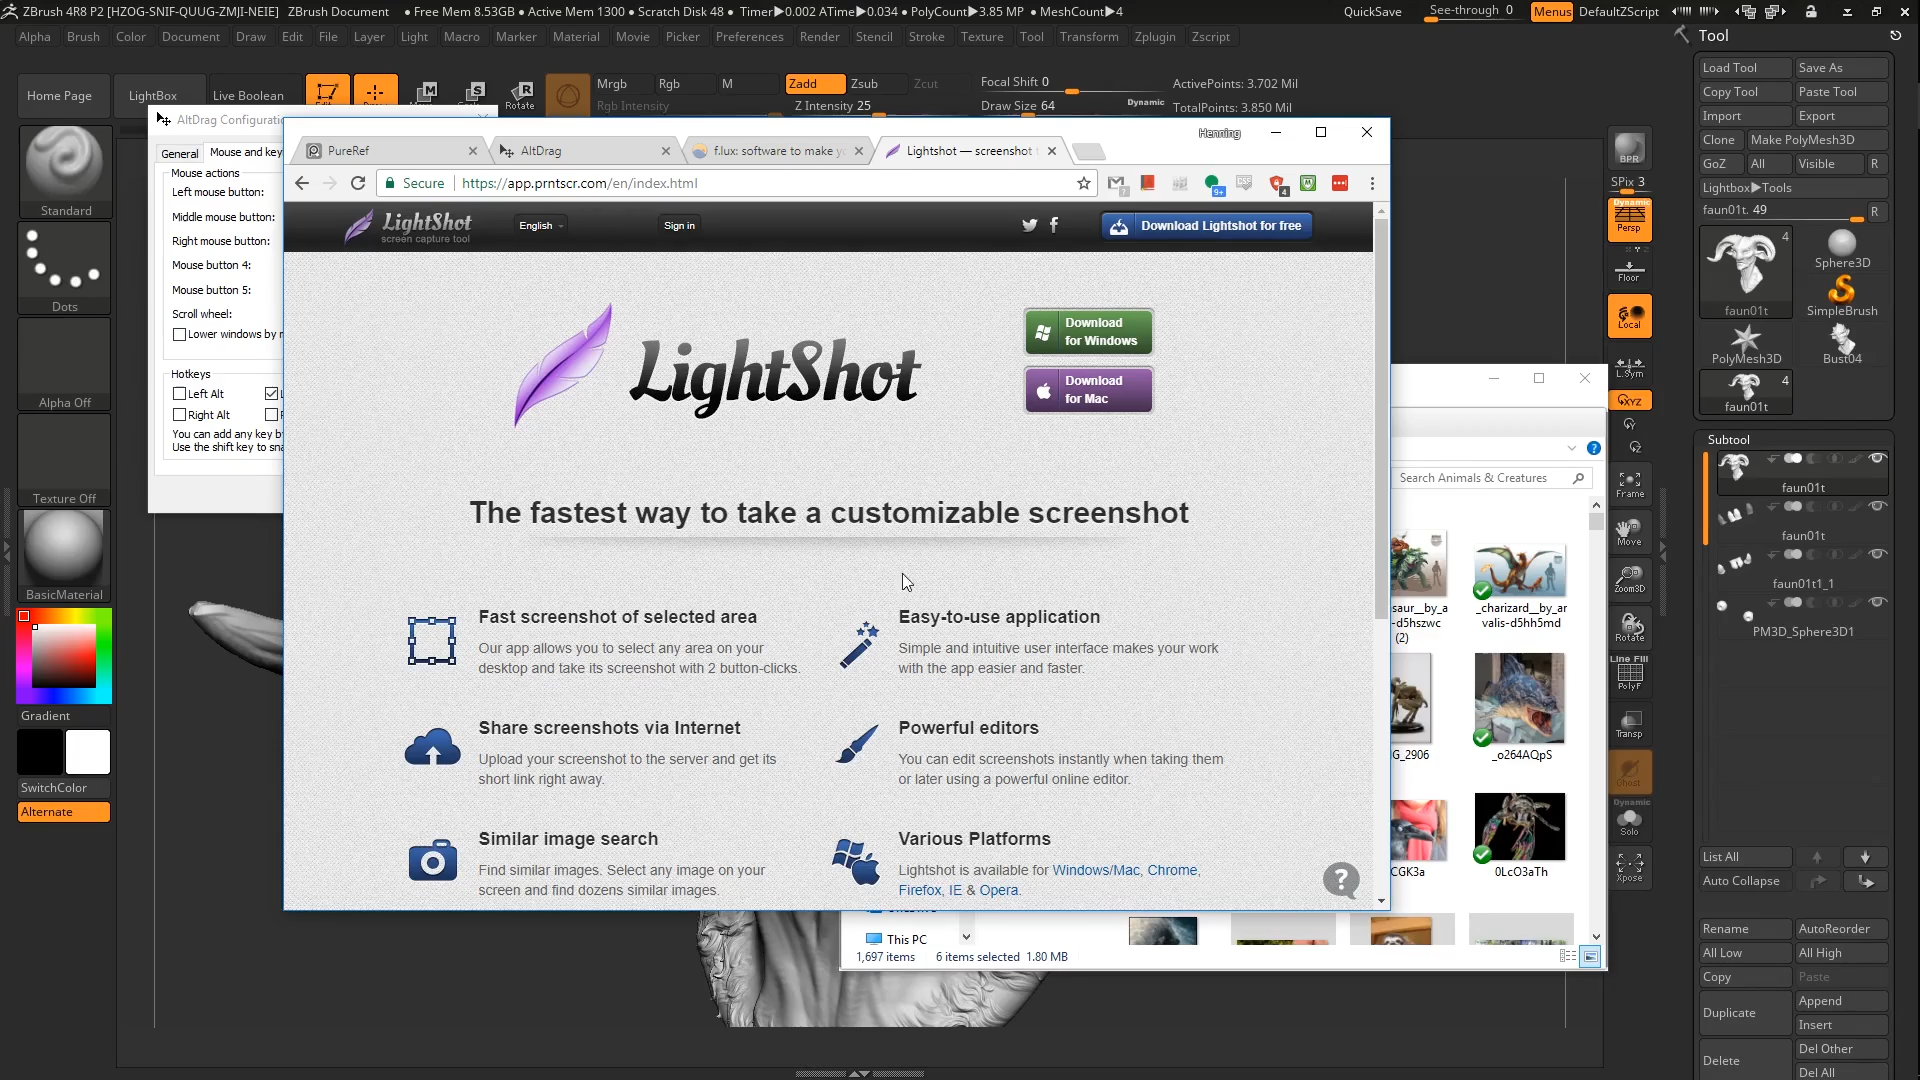 ZBrush 4R8 P2 [HZOG-SNIF-QUUG-ZMJI-NEIE] ZBrush Document • Free Mem 8.53GB • Active Mem 1300 • Scratch Disk 48 • Timer▶0.002 ATime▶0.034 • PolyCount▶3.85 MP • MeshCount▶4
QuickSave See-through 0 Menus DefaultZScript
Alpha Brush Color Document Draw Edit File Layer Light Macro Marker Material Movie Picker Preferences Render Stencil Stroke Texture Tool Transform Zplugin Zscript
Home Page LightBox Live Boolean
Rotate
Mrgb Rgb M
Rgb Intensity
Zadd Zsub Zcut
Z Intensity 25
Focal Shift 0
Draw Size 64 Dynamic
ActivePoints: 3.702 Mil
TotalPoints: 3.850 Mil
Standard
Dots
Alpha Off
Texture Off
BasicMaterial
Gradient
SwitchColor
Alternate
General Mouse and key
Mouse actions
Left mouse button:
Middle mouse button:
Right mouse button:
Mouse button 4:
Mouse button 5:
Scroll wheel:
Hotkeys
Left Alt
Right Alt
You can add any key b
Henning
PureRef
AltDrag
f.lux: software to make y
Lightshot — screenshot
Secure https://app.prntscr.com/en/index.html
LightShot
screen capture tool
English
Sign in
Download Lightshot for free
LightShot
Download
for Windows
Download
for Mac
The fastest way to take a customizable screenshot
Fast screenshot of selected area
Our app allows you to select any area on your
desktop and take its screenshot with 2 button-clicks.
Easy-to-use application
Simple and intuitive user interface makes your work
with the app easier and faster.
Share screenshots via Internet
Upload your screenshot to the server and get its
short link right away.
Powerful editors
You can edit screenshots instantly when taking them
or later using a powerful online editor.
Similar image search
Find similar images. Select any image on your
screen and find dozens similar images.
Various Platforms
Lightshot is available for Windows/Mac, Chrome,
Firefox, IE & Opera.
?
Search Animals & Creatures
saur__by_a
d5hszwc
(2)
_charizard__by_ar
valis-d5hh5md
G_2906
_o264AQpS
CGK3a
0LcO3aTh
This PC
1,697 items 6 items selected 1.80 MB
BPR
SPix 3
Dynamic
Persp
Floor
Local
L.Sym
XYZ
Frame
Move
Zoom3D
Rotate
Line Fill
PolyF
Transp
Ghost
Dynamic
Solo
Xpose
Tool
Load Tool Save As
Copy Tool Paste Tool
Import Export
Clone Make PolyMesh3D
GoZ All Visible R
Lightbox▶Tools
faun01t. 49 R
4
faun01t
Sphere3D
SimpleBrush
PolyMesh3D
Bust04
4
faun01t
Subtool
faun01t
faun01t
faun01t1_1
PM3D_Sphere3D1
List All
Auto Collapse
Rename AutoReorder
All Low All High
Copy Paste
Duplicate
Append
Insert
Delete
Del Other
Del All